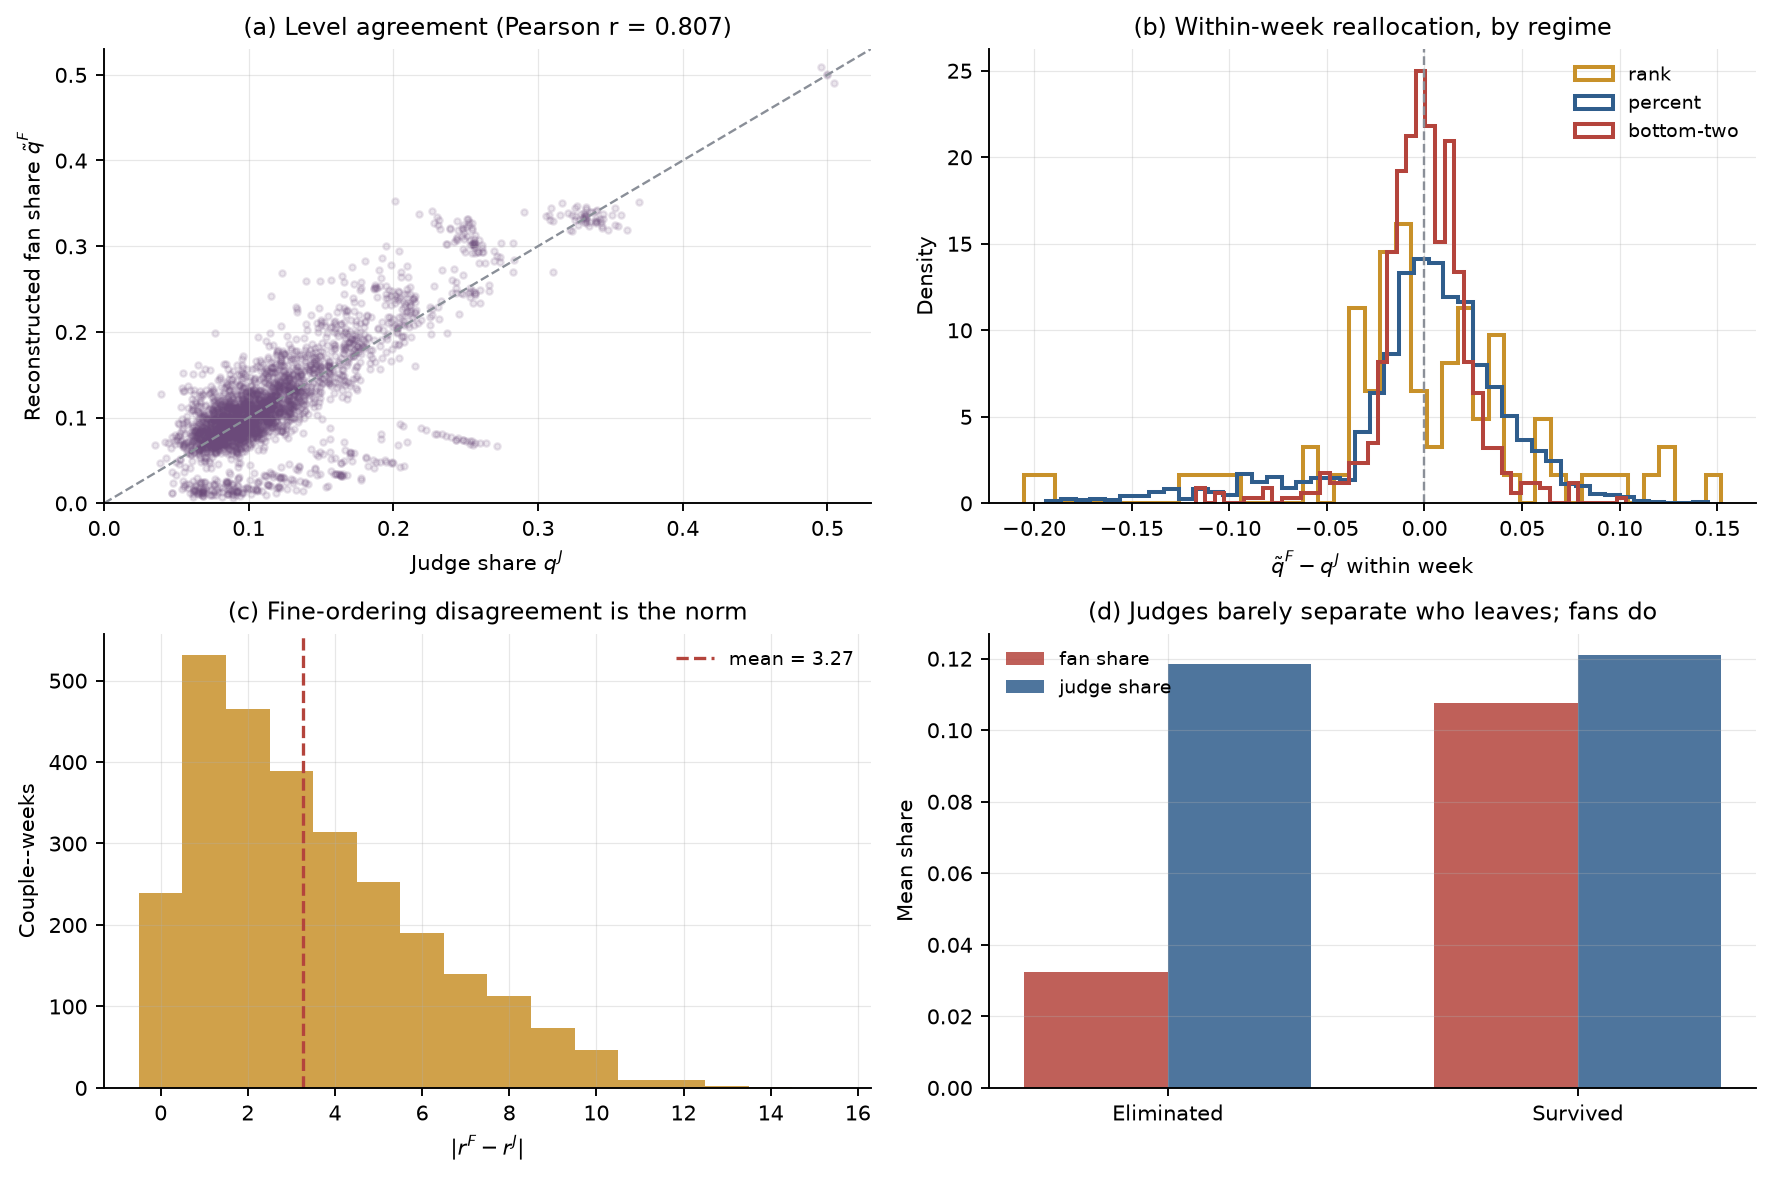 (a) Level agreement (Pearson r = 0.807)
Reconstructed fan share q̃^F
0.5
0.4
0.3
0.2
0.1
0.0
0.0 0.1 0.2 0.3 0.4 0.5
Judge share q^J
(b) Within-week reallocation, by regime
Density
25
20
15
10
5
0
rank
percent
bottom-two
−0.20 −0.15 −0.10 −0.05 0.00 0.05 0.10 0.15
q̃^F − q^J within week
(c) Fine-ordering disagreement is the norm
Couple--weeks
500
400
300
200
100
0
mean = 3.27
0 2 4 6 8 10 12 14 16
|r^F − r^J|
(d) Judges barely separate who leaves; fans do
Mean share
0.12
0.10
0.08
0.06
0.04
0.02
0.00
fan share
judge share
Eliminated Survived